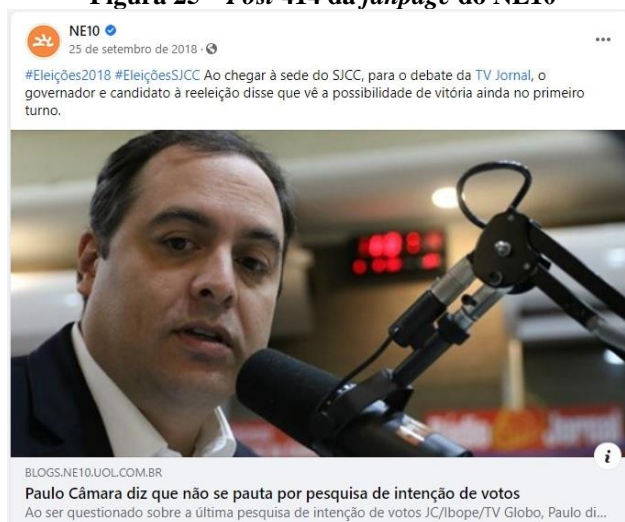 Figura 25 – Post 414 da fanpage do NE10
NE10
25 de setembro de 2018 ·
#Eleições2018 #EleiçõesSJCC Ao chegar à sede do SJCC, para o debate da TV Jornal, o
governador e candidato à reeleição disse que vê a possibilidade de vitória ainda no primeiro
turno.
Jornal
BLOGS.NE10.UOL.COM.BR
Paulo Câmara diz que não se pauta por pesquisa de intenção de votos
Ao ser questionado sobre a última pesquisa de intenção de votos JC/Ibope/TV Globo, Paulo di...